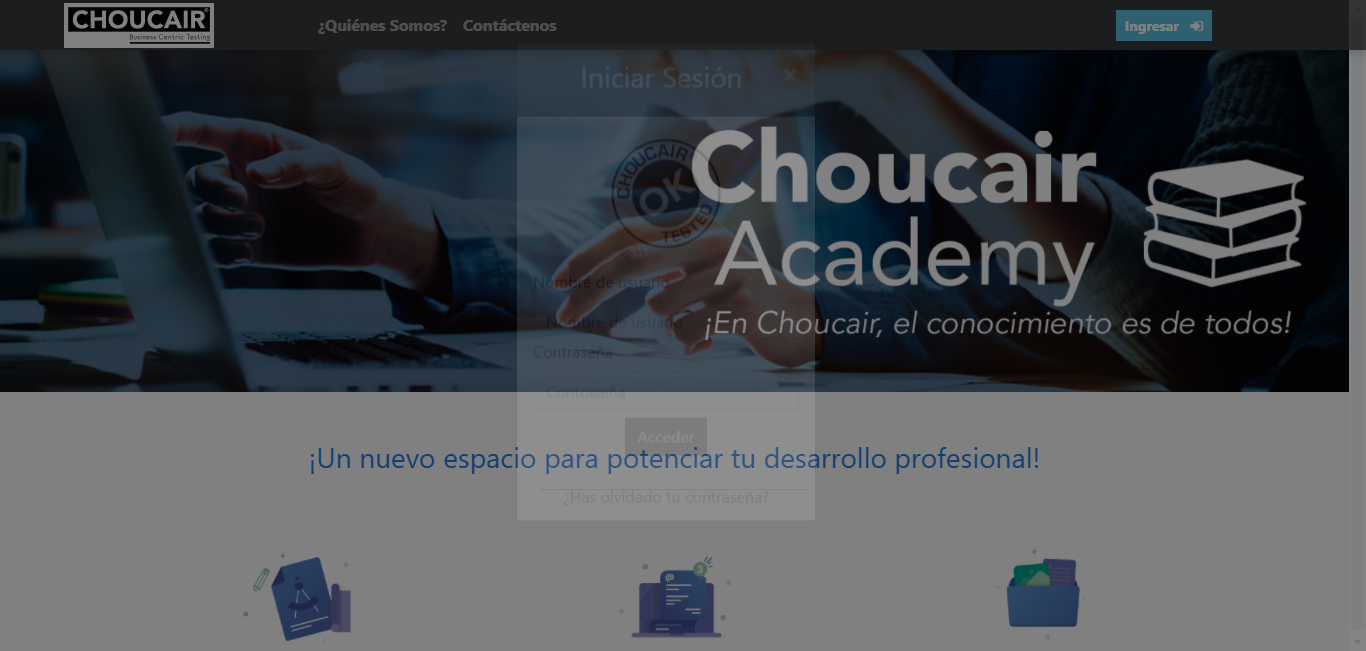 CHOUCAIR®
Business Centric Testing
¿Quiénes Somos? Contáctenos
Ingresar
Iniciar Sesión ×
CHOUCAIR
OK
TESTED
Choucair
Academy
¡En Choucair, el conocimiento es de todos!
Nombre de usuario
Nombre de usuario
Contraseña
Contraseña
Acceder
¡Un nuevo espacio para potenciar tu desarrollo profesional!
¿Has olvidado tu contraseña?